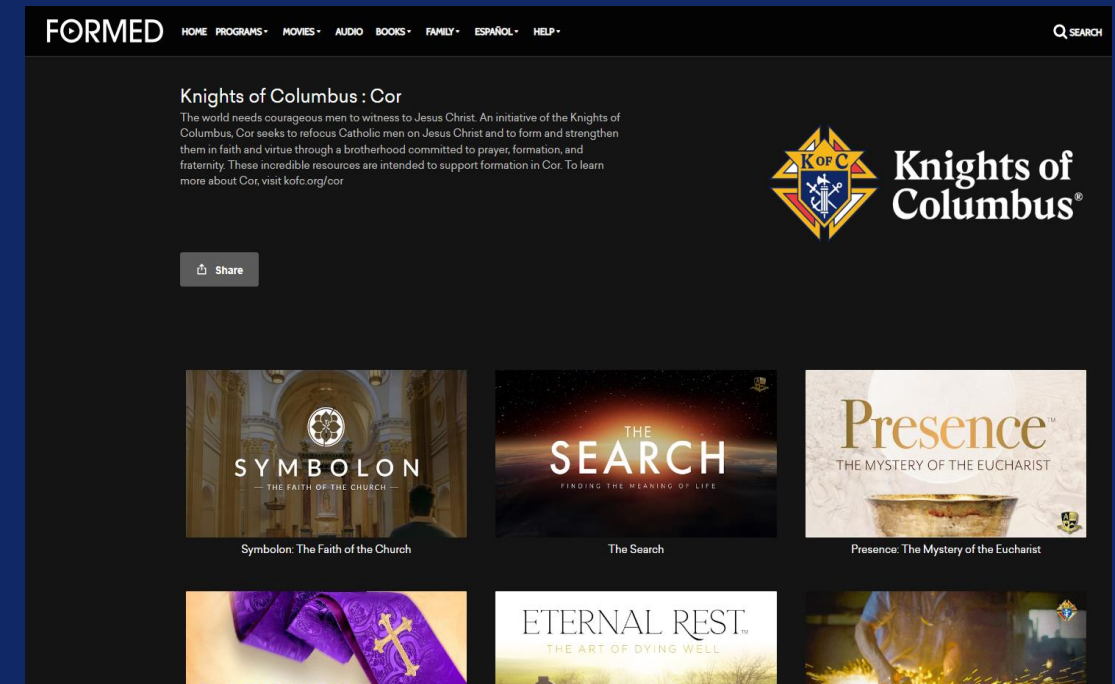 FORMED HOME PROGRAMS MOVIES AUDIO BOOKS FAMILY ESPAÑOL HELP SEARCH
Knights of Columbus : Cor
The world needs courageous men to witness to Jesus Christ. An initiative of the Knights of
Columbus, Cor seeks to refocus Catholic men on Jesus Christ and to form and strengthen
them in faith and virtue through a brotherhood committed to prayer, formation, and
fraternity. These incredible resources are intended to support formation in Cor. To learn
more about Cor, visit kofc.org/cor
K OF C
Knights of
Columbus®
Share
SYMBOLON
— THE FAITH OF THE CHURCH —
THE
SEARCH
FINDING THE MEANING OF LIFE
Presence™
THE MYSTERY OF THE EUCHARIST
Symbolon: The Faith of the Church
The Search
Presence: The Mystery of the Eucharist
ETERNAL REST™
THE ART OF DYING WELL